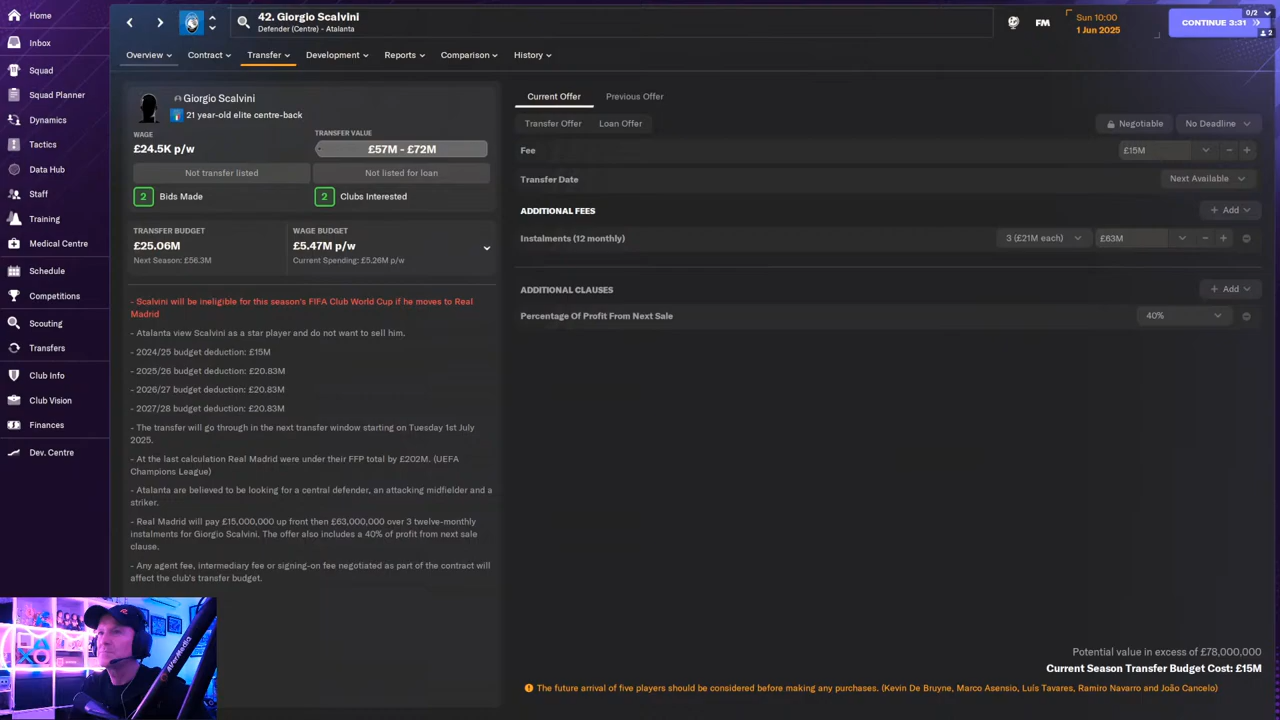 Home
Inbox
Squad
Squad Planner
Dynamics
Tactics
Data Hub
Staff
Training
Medical Centre
Schedule
Competitions
Scouting
Transfers
Club Info
Club Vision
Finances
Dev. Centre
42. Giorgio Scalvini
Defender (Centre) - Atalanta
FM
Sun 10:00
1 Jun 2025
CONTINUE 3:31
0/2
2
Overview
Contract
Transfer
Development
Reports
Comparison
History
Giorgio Scalvini
21 year-old elite centre-back
WAGE
£24.5K p/w
TRANSFER VALUE
£57M - £72M
Not transfer listed
Not listed for loan
2 Bids Made
2 Clubs Interested
TRANSFER BUDGET
£25.06M
Next Season: £56.3M
WAGE BUDGET
£5.47M p/w
Current Spending: £5.26M p/w
- Scalvini will be ineligible for this season's FIFA Club World Cup if he moves to Real
Madrid
- Atalanta view Scalvini as a star player and do not want to sell him.
- 2024/25 budget deduction: £15M
- 2025/26 budget deduction: £20.83M
- 2026/27 budget deduction: £20.83M
- 2027/28 budget deduction: £20.83M
- The transfer will go through in the next transfer window starting on Tuesday 1st July
2025.
- At the last calculation Real Madrid were under their FFP total by £202M. (UEFA
Champions League)
- Atalanta are believed to be looking for a central defender, an attacking midfielder and a
striker.
- Real Madrid will pay £15,000,000 up front then £63,000,000 over 3 twelve-monthly
instalments for Giorgio Scalvini. The offer also includes a 40% of profit from next sale
clause.
- Any agent fee, intermediary fee or signing-on fee negotiated as part of the contract will
affect the club's transfer budget.
Current Offer
Previous Offer
Transfer Offer
Loan Offer
Negotiable
No Deadline
Fee
£15M
Transfer Date
Next Available
ADDITIONAL FEES
+ Add
Instalments (12 monthly)
3 (£21M each)
£63M
ADDITIONAL CLAUSES
+ Add
Percentage Of Profit From Next Sale
40%
Potential value in excess of £78,000,000
Current Season Transfer Budget Cost: £15M
The future arrival of five players should be considered before making any purchases. (Kevin De Bruyne, Marco Asensio, Luís Tavares, Ramiro Navarro and João Cancelo)